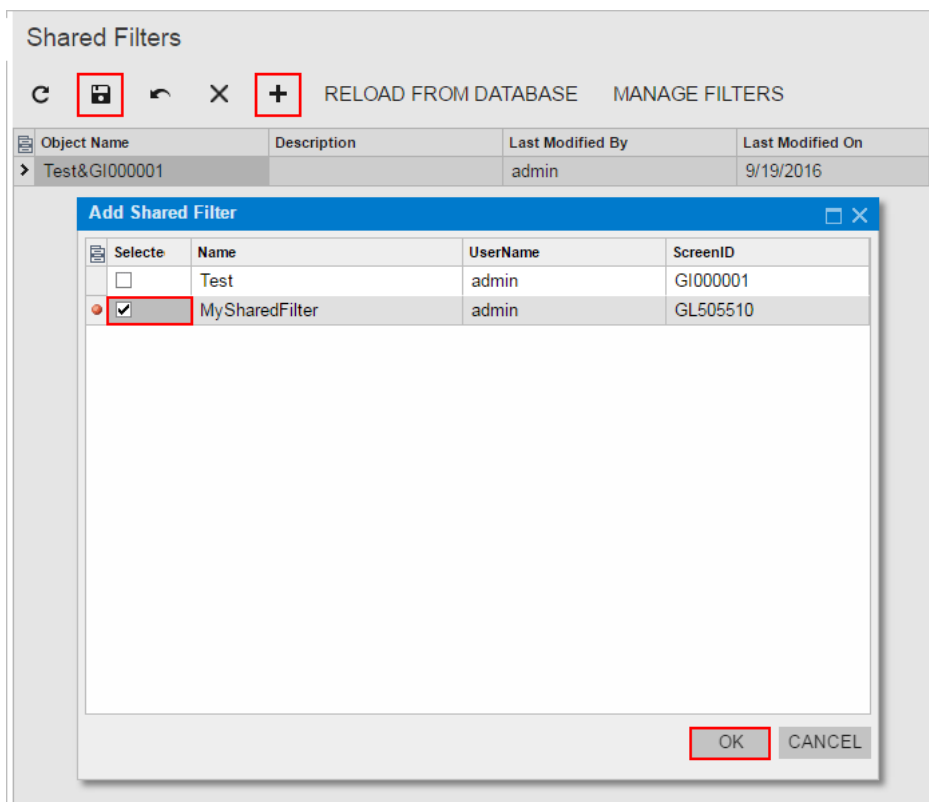 Shared Filters
RELOAD FROM DATABASE MANAGE FILTERS
Object Name Description Last Modified By Last Modified On
Test&GI000001 admin 9/19/2016
Add Shared Filter
Selecte Name UserName ScreenID
Test admin GI000001
MySharedFilter admin GL505510
OK CANCEL